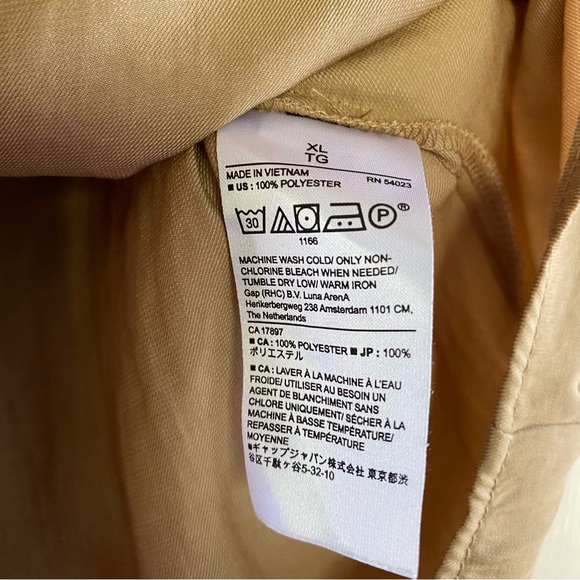 XL
TG
MADE IN VIETNAM RN 54023
■ US : 100% POLYESTER
30 P ®
1166
MACHINE WASH COLD/ ONLY NON-
CHLORINE BLEACH WHEN NEEDED/
TUMBLE DRY LOW/ WARM IRON
Gap (RHC) B.V. Luna ArenA
Herikerbergweg 238 Amsterdam 1101 CM,
The Netherlands
CA 17897
■ CA : 100% POLYESTER ■ JP : 100%
ポリエステル
■ CA : LAVER À LA MACHINE À L'EAU
FROIDE/ UTILISER AU BESOIN UN
AGENT DE BLANCHIMENT SANS
CHLORE UNIQUEMENT/ SÉCHER À LA
MACHINE À BASSE TEMPÉRATURE/
REPASSER À TEMPÉRATURE
MOYENNE
■ギャップジャパン株式会社 東京都渋
谷区千駄ヶ谷5-32-10